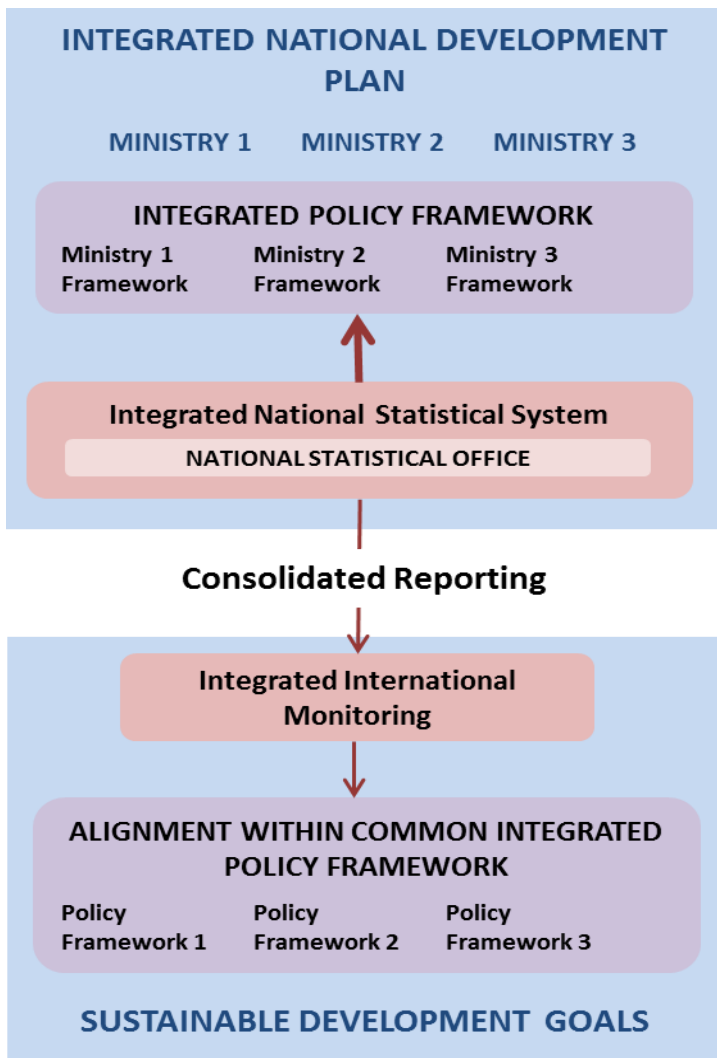 INTEGRATED NATIONAL DEVELOPMENT
PLAN
MINISTRY 1 MINISTRY 2 MINISTRY 3
INTEGRATED POLICY FRAMEWORK
Ministry 1 Ministry 2 Ministry 3
Framework Framework Framework
Integrated National Statistical System
NATIONAL STATISTICAL OFFICE
Consolidated Reporting
Integrated International
Monitoring
ALIGNMENT WITHIN COMMON INTEGRATED
POLICY FRAMEWORK
Policy Policy Policy
Framework 1 Framework 2 Framework 3
SUSTAINABLE DEVELOPMENT GOALS